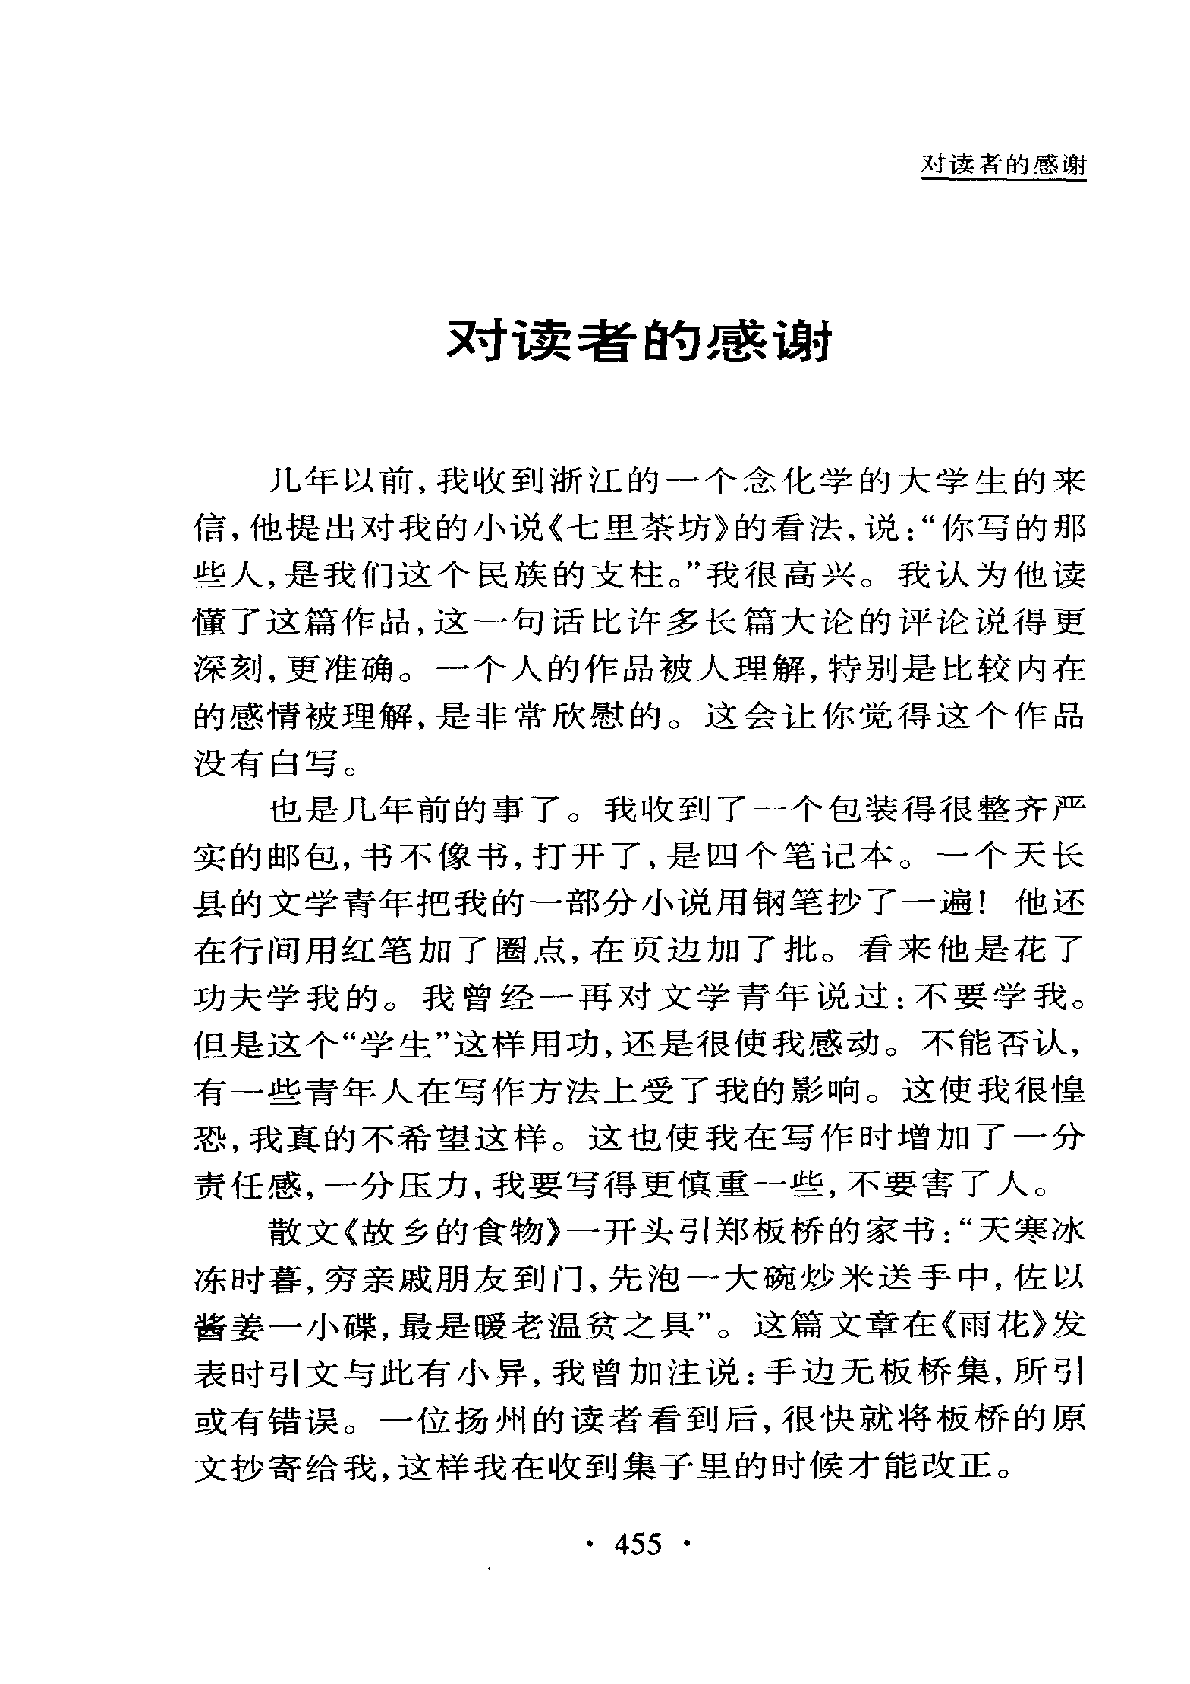 对读者的感谢
对读者的感谢
几年以前,我收到浙江的一个念化学的大学生的来
信,他提出对我的小说《七里茶坊》的看法,说:“你写的那
些人,是我们这个民族的支柱。”我很高兴。我认为他读
懂了这篇作品,这一句话比许多长篇大论的评论说得更
深刻,更准确。一个人的作品被人理解,特别是比较内在
的感情被理解,是非常欣慰的。这会让你觉得这个作品
没有白写。
也是几年前的事了。我收到了一个包装得很整齐严
实的邮包,书不像书,打开了,是四个笔记本。一个天长
县的文学青年把我的一部分小说用钢笔抄了一遍!他还
在行间用红笔加了圈点,在页边加了批。看来他是花了
功夫学我的。我曾经一再对文学青年说过:不要学我。
但是这个“学生”这样用功,还是很使我感动。不能否认,
有一些青年人在写作方法上受了我的影响。这使我很惶
恐,我真的不希望这样。这也使我在写作时增加了一分
责任感,一分压力,我要写得更慎重一些,不要害了人。
散文《故乡的食物》一开头引郑板桥的家书:“天寒冰
冻时暮,穷亲戚朋友到门,先泡一大碗炒米送手中,佐以
酱姜一小碟,最是暖老温贫之具”。这篇文章在《雨花》发
表时引文与此有小异,我曾加注说:手边无板桥集,所引
或有错误。一位扬州的读者看到后,很快就将板桥的原
文抄寄给我,这样我在收到集子里的时候才能改正。
· 455 ·